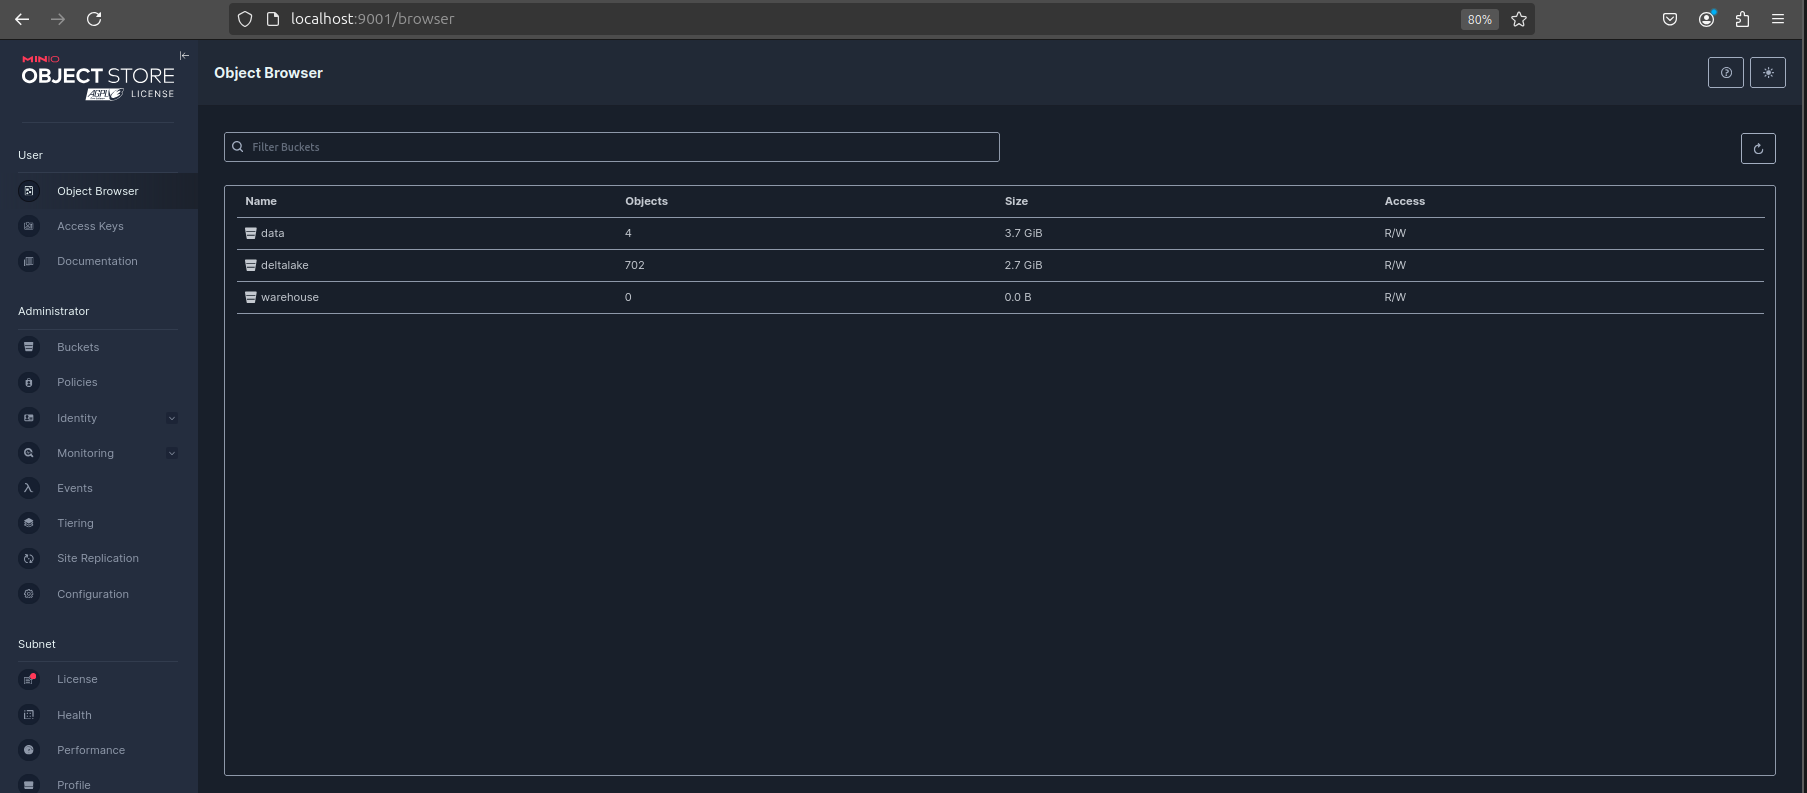 localhost:9001/browser
80%
MINIO
OBJECT STORE
AGPL LICENSE
Object Browser
User
Object Browser
Access Keys
Documentation
Administrator
Buckets
Policies
Identity
Monitoring
Events
Tiering
Site Replication
Configuration
Subnet
License
Health
Performance
Profile
Filter Buckets
Name Objects Size Access
data 4 3.7 GiB R/W
deltalake 702 2.7 GiB R/W
warehouse 0 0.0 B R/W